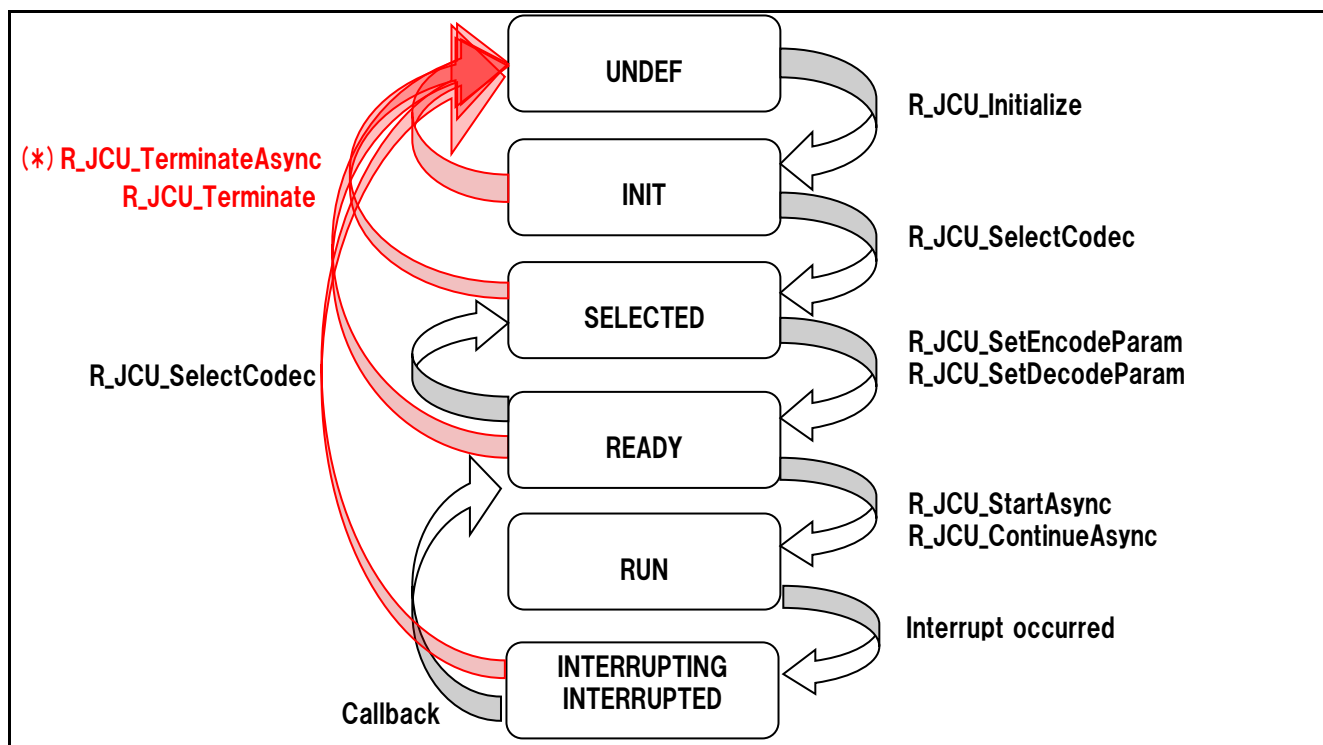 UNDEF
R_JCU_Initialize
(*) R_JCU_TerminateAsync
R_JCU_Terminate
INIT
R_JCU_SelectCodec
SELECTED
R_JCU_SetEncodeParam
R_JCU_SetDecodeParam
R_JCU_SelectCodec
READY
R_JCU_StartAsync
R_JCU_ContinueAsync
RUN
Interrupt occurred
INTERRUPTING
INTERRUPTED
Callback